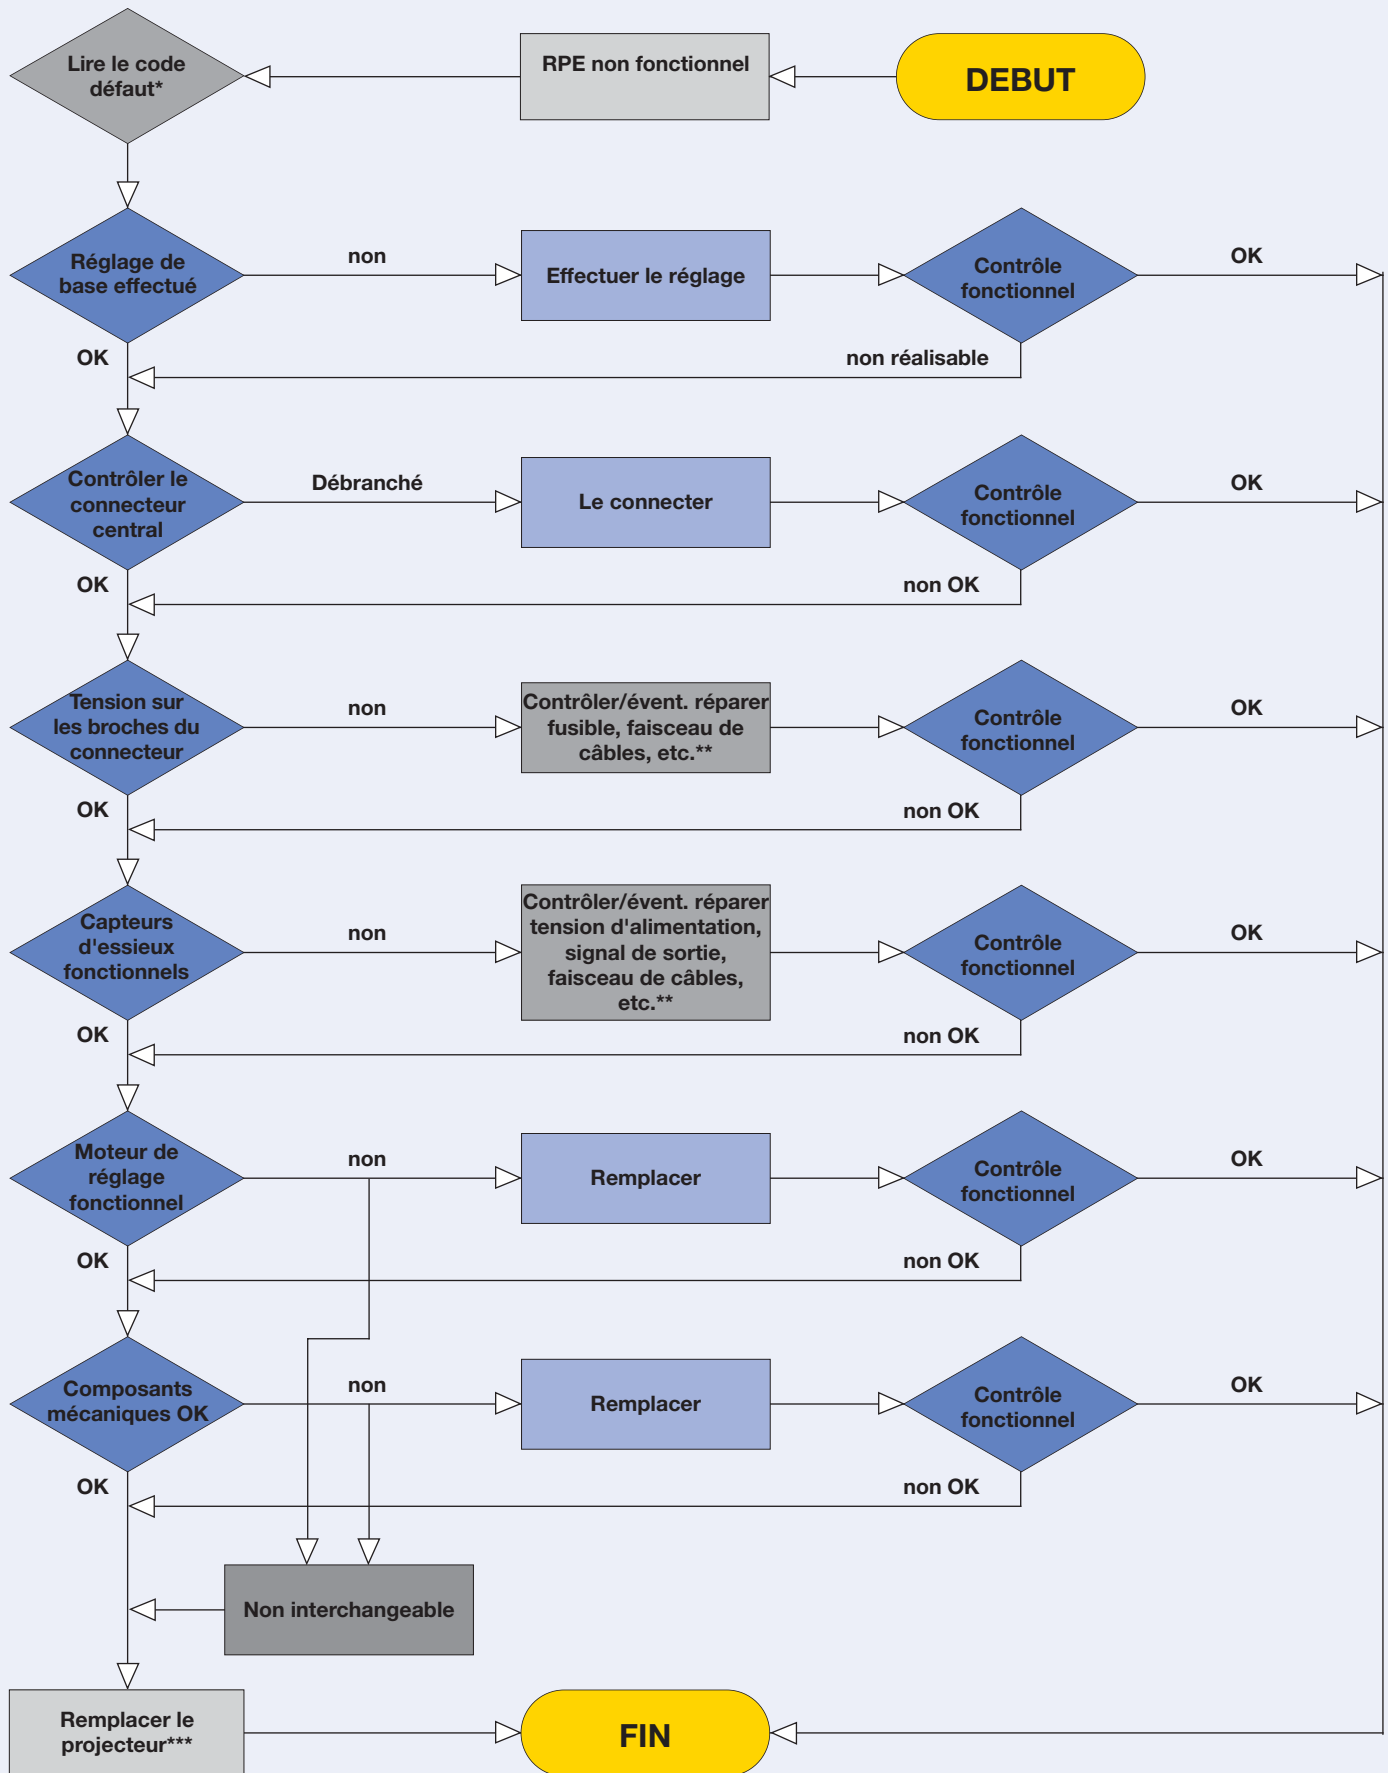 Lire le code
défaut*
RPE non fonctionnel
DEBUT
Réglage de
base effectué
non
Effectuer le réglage
Contrôle
fonctionnel
OK
OK
non réalisable
Contrôler le
connecteur
central
Débranché
Le connecter
Contrôle
fonctionnel
OK
OK
non OK
Tension sur
les broches du
connecteur
non
Contrôler/évent. réparer
fusible, faisceau de
câbles, etc.**
Contrôle
fonctionnel
OK
OK
non OK
Capteurs
d'essieux
fonctionnels
non
Contrôler/évent. réparer
tension d'alimentation,
signal de sortie,
faisceau de câbles,
etc.**
Contrôle
fonctionnel
OK
OK
non OK
Moteur de
réglage
fonctionnel
non
Remplacer
Contrôle
fonctionnel
OK
OK
non OK
Composants
mécaniques OK
non
Remplacer
Contrôle
fonctionnel
OK
OK
non OK
Non interchangeable
Remplacer le
projecteur***
FIN